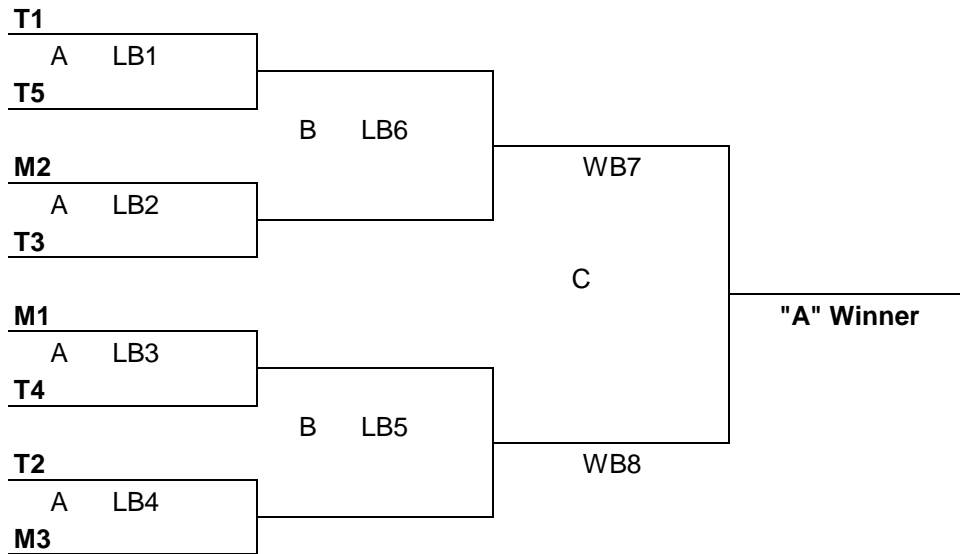 T1
A LB1
T5
B LB6
M2
WB7
A LB2
T3
C
M1
"A" Winner
A LB3
T4
B LB5
T2
WB8
A LB4
M3